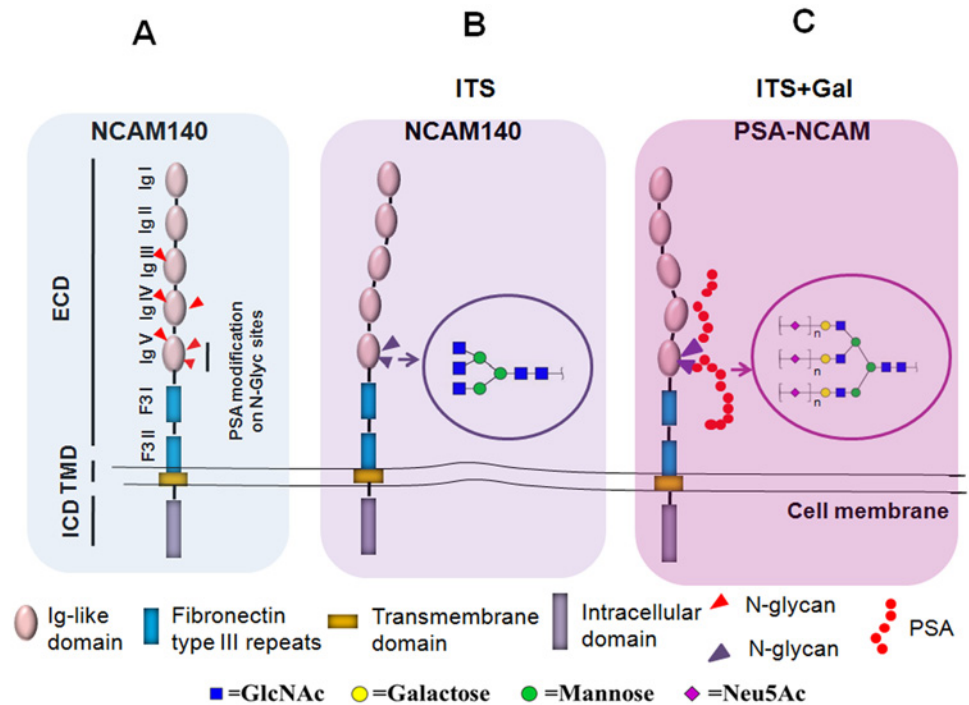 A
B
C
ITS
ITS+Gal
NCAM140
NCAM140
PSA-NCAM
ECD
TMD
ICD
Ig I
Ig II
Ig III
Ig IV
Ig V
F3 I
F3 II
PSA modification
on N-Glyc sites
n
n
n
Cell membrane
Ig-like
domain
Fibronectin
type III repeats
Transmembrane
domain
Intracellular
domain
N-glycan
N-glycan
PSA
=GlcNAc
=Galactose
=Mannose
=Neu5Ac